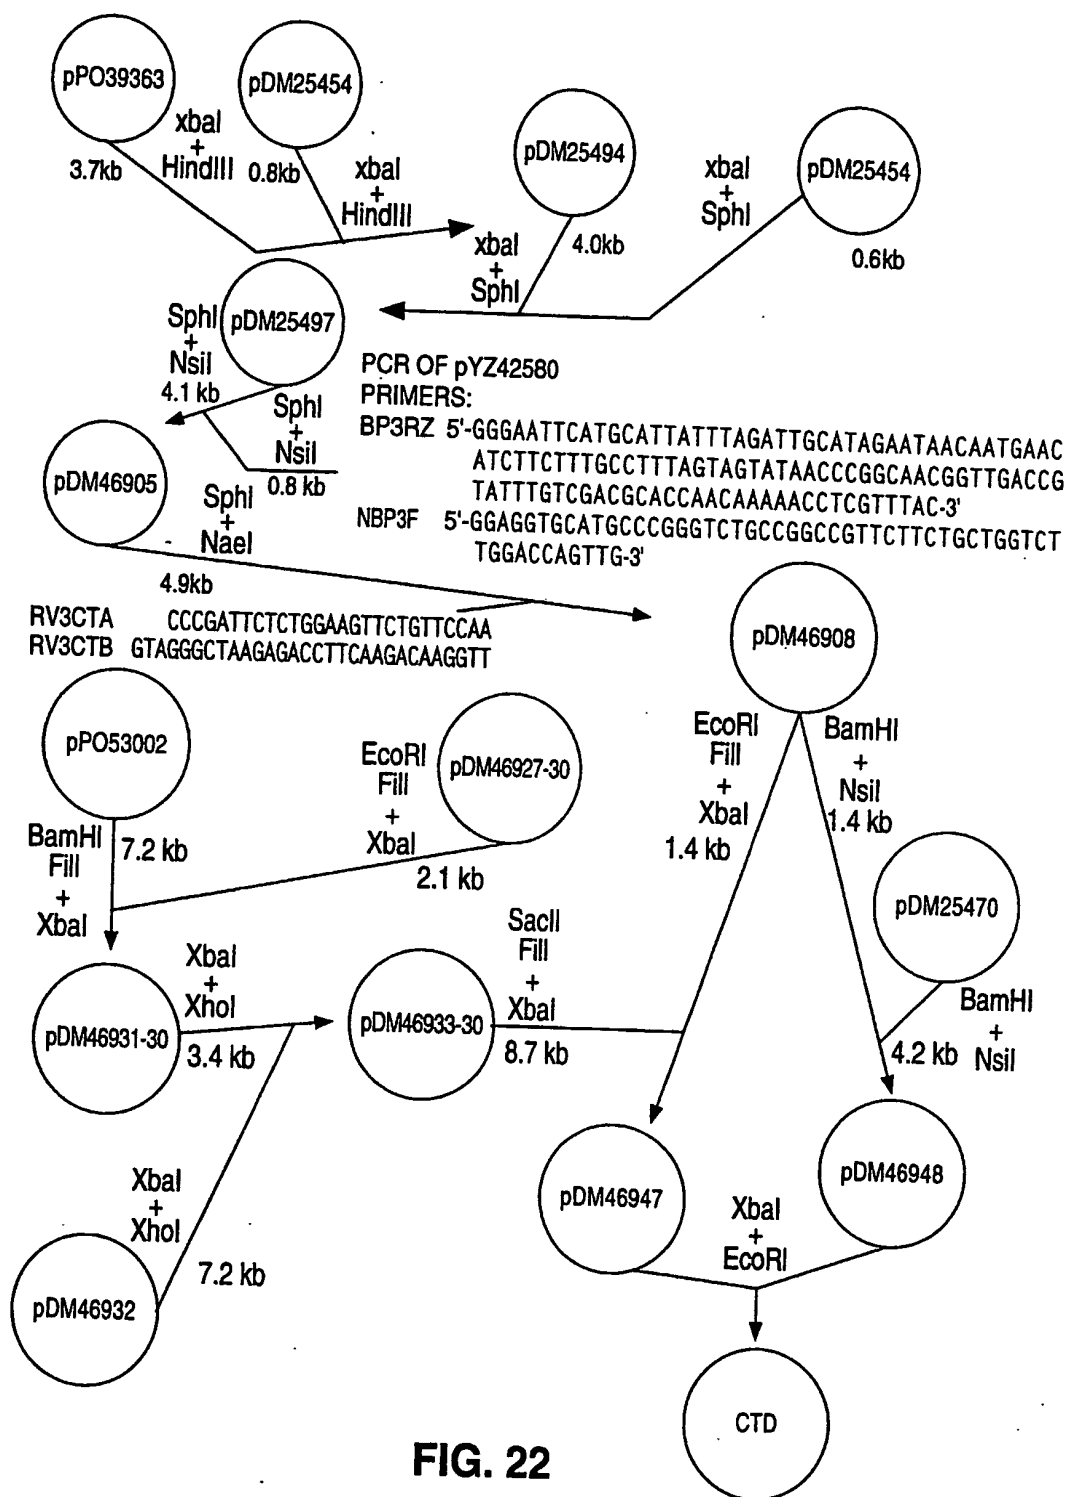 pPO39363
pDM25454
xbaI
+
HindIII
3.7kb
0.8kb
xbaI
+
HindIII
pDM25494
xbaI
+
SphI
pDM25454
xbaI
+
SphI
4.0kb
0.6kb
SphI
+
NsiI
4.1 kb
pDM25497
PCR OF pYZ42580
PRIMERS:
BP3RZ 5'-GGGAATTCATGCATTATTTAGATTGCATAGAATAACAATGAAC
ATCTTCTTTGCCTTTAGTAGTATAACCCGGCAACGGTTGACCG
TATTTGTCGACGCACCAACAAAAACCTCGTTTAC-3'
NBP3F 5'-GGAGGTGCATGCCCGGGTCTGCCGGCCGTTCTTCTGCTGGTCT
TGGACCAGTTG-3'
SphI
+
NsiI
0.8 kb
pDM46905
SphI
+
NaeI
4.9kb
RV3CTA CCCGATTCTCTGGAAGTTCTGTTCCAA
RV3CTB GTAGGGCTAAGAGACCTTCAAGACAAGGTT
pDM46908
pPO53002
EcoRI
Fill
+
XbaI
pDM46927-30
EcoRI
Fill
+
XbaI
1.4 kb
BamHI
+
NsiI
1.4 kb
BamHI
Fill
+
XbaI
7.2 kb
2.1 kb
pDM25470
BamHI
+
NsiI
4.2 kb
pDM46931-30
XbaI
+
XhoI
3.4 kb
pDM46933-30
SacII
Fill
+
XbaI
8.7 kb
XbaI
+
XhoI
7.2 kb
pDM46932
pDM46947
pDM46948
XbaI
+
EcoRI
CTD
FIG. 22